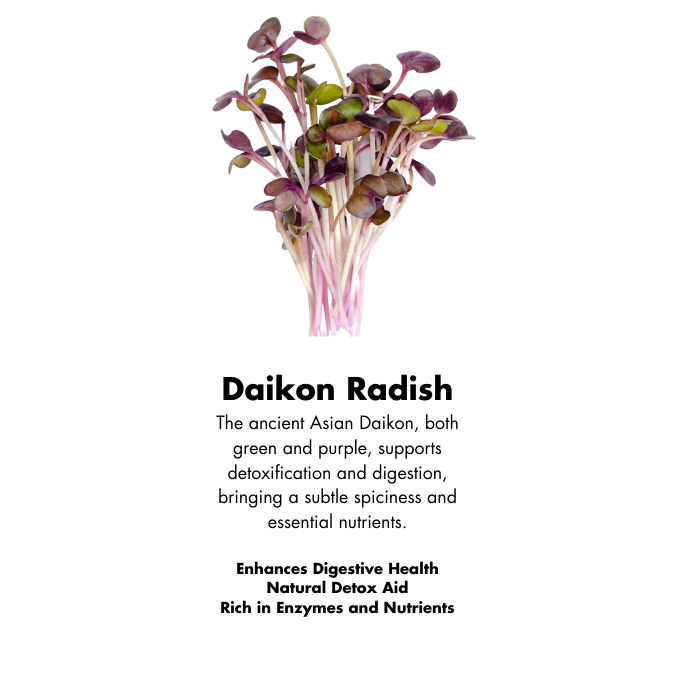 Daikon Radish
The ancient Asian Daikon, both
green and purple, supports
detoxification and digestion,
bringing a subtle spiciness and
essential nutrients.
Enhances Digestive Health
Natural Detox Aid
Rich in Enzymes and Nutrients